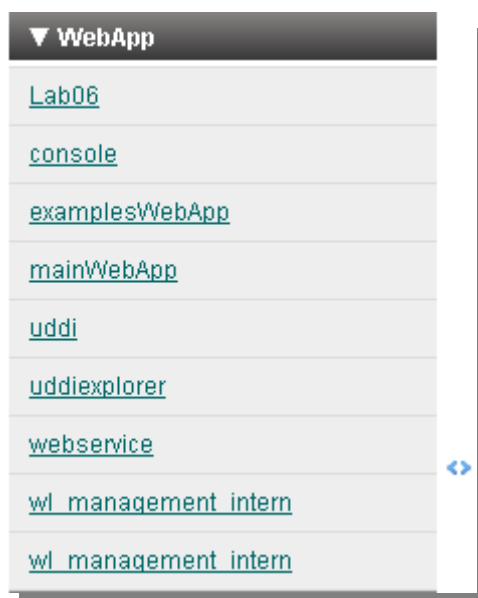 ▼ WebApp
Lab06
console
examplesWebApp
mainWebApp
uddi
uddiexplorer
webservice
wl_management_intern
wl_management_intern